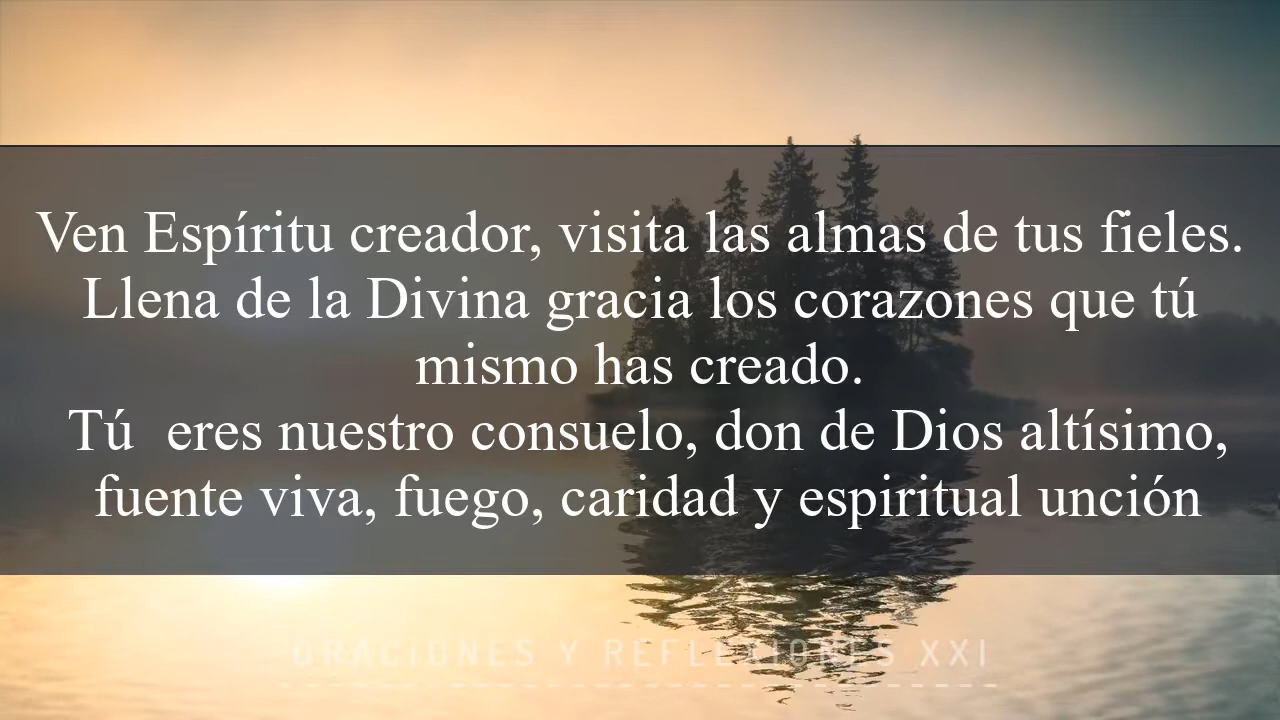 Ven Espíritu creador, visita las almas de tus fieles.
Llena de la Divina gracia los corazones que tú
mismo has creado.
Tú  eres nuestro consuelo, don de Dios altísimo,
fuente viva, fuego, caridad y espiritual unción
ORACIONES Y REFLEXIONES XXI